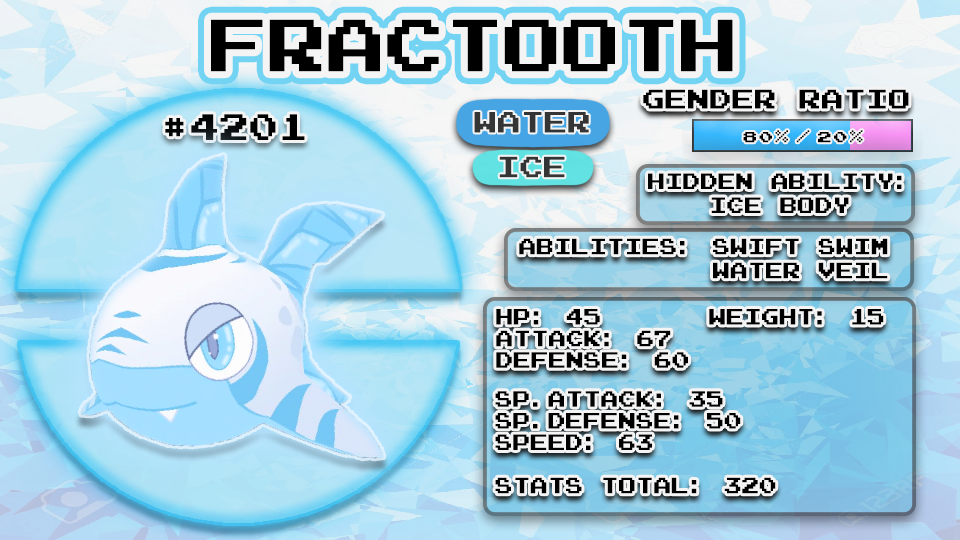 FRACTOOTH
#4201
WATER
ICE
GENDER RATIO
80%/20%
HIDDEN ABILITY:
ICE BODY
ABILITIES: SWIFT SWIM
WATER VEIL
HP: 45 WEIGHT: 15
ATTACK: 67
DEFENSE: 60
SP. ATTACK: 35
SP. DEFENSE: 50
SPEED: 63
STATS TOTAL: 320